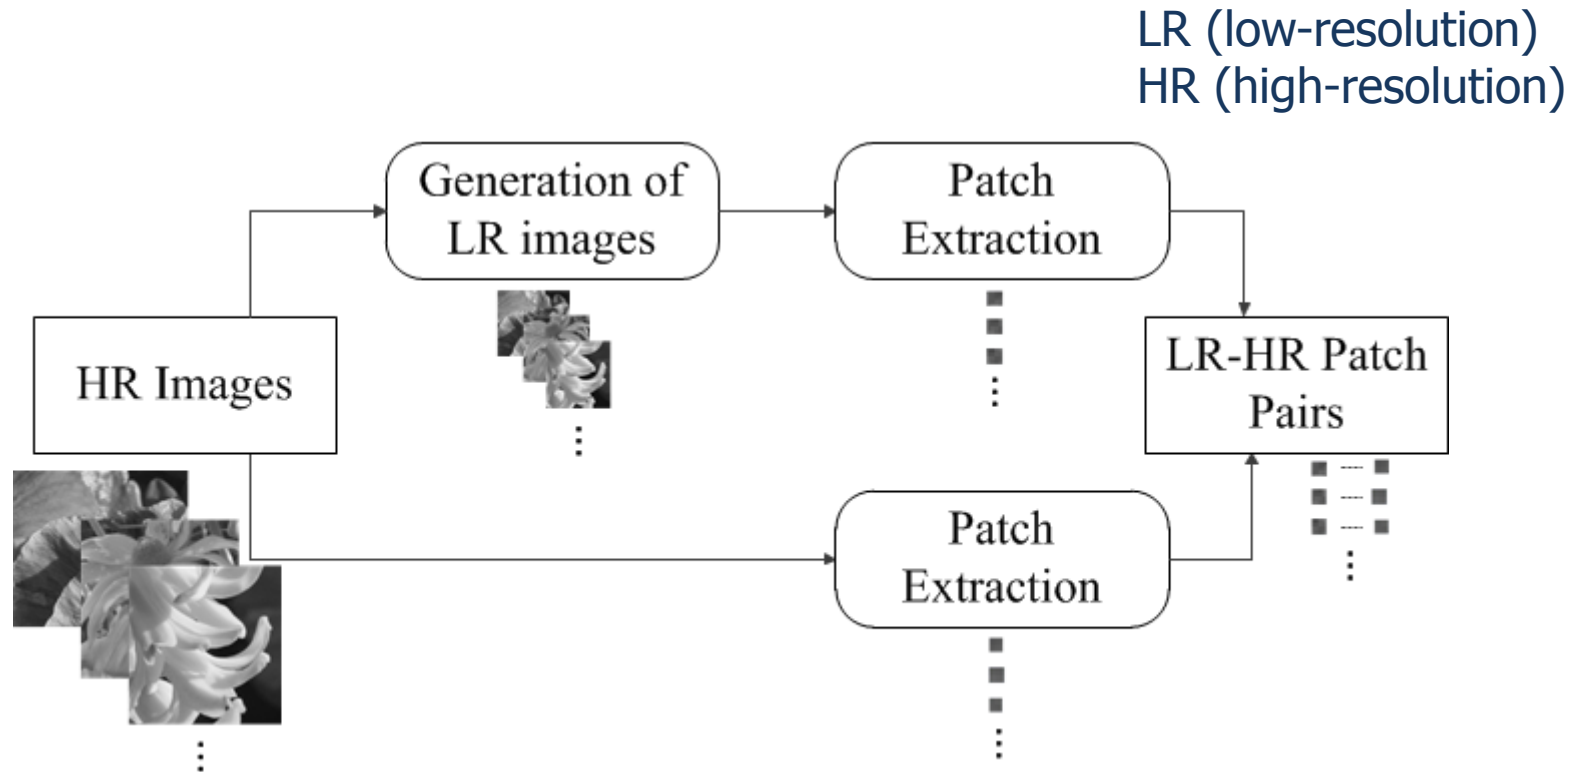 LR (low-resolution)
HR (high-resolution)
Generation of
LR images
Patch
Extraction
HR Images
LR-HR Patch
Pairs
Patch
Extraction